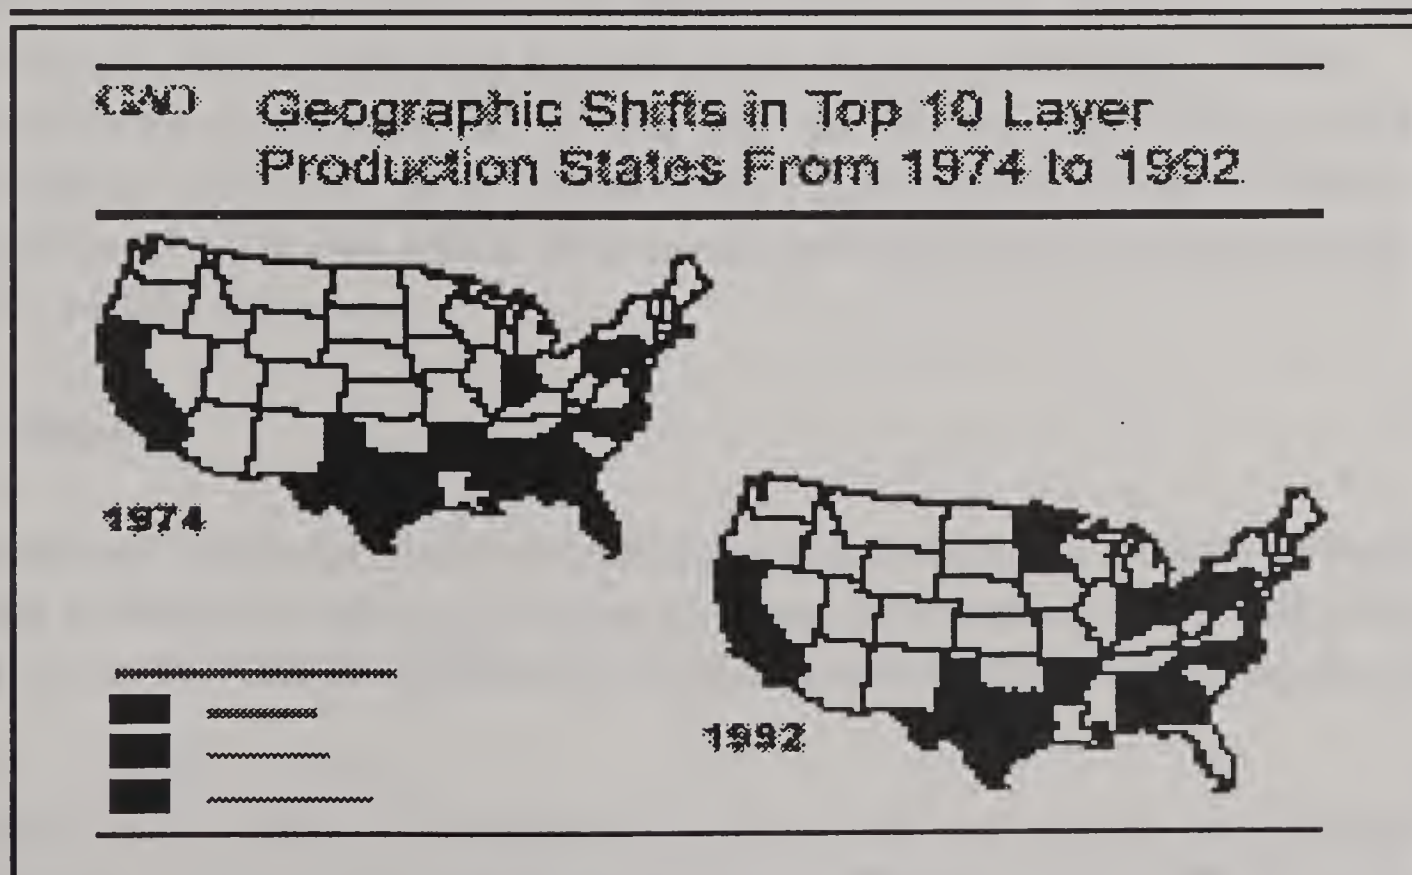 GAO
Geographic Shifts in Top 10 Layer
Production States From 1974 to 1992
1974
1992